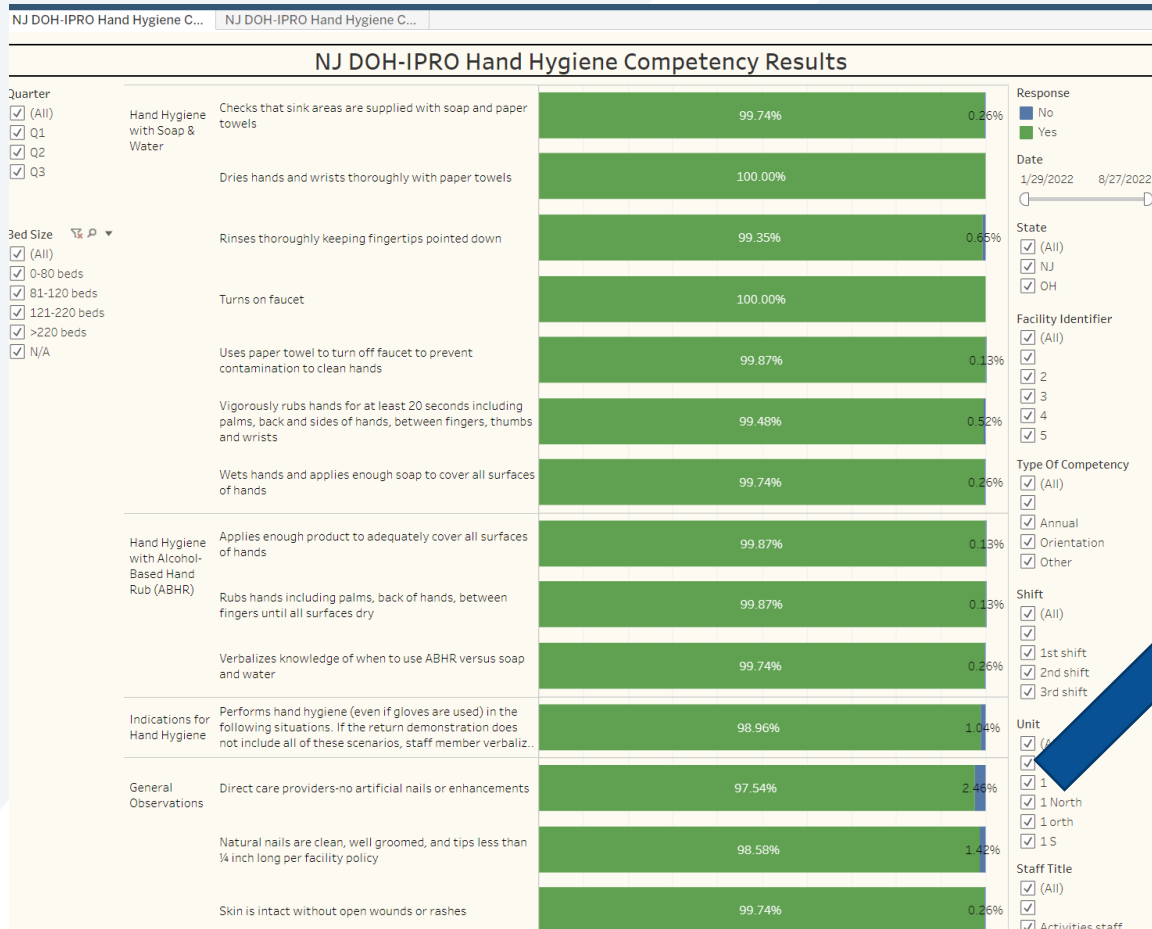 NJ DOH-IPRO Hand Hygiene C...
NJ DOH-IPRO Hand Hygiene C...
NJ DOH-IPRO Hand Hygiene Competency Results
Quarter
(All)
Q1
Q2
Q3
Bed Size
(All)
0-80 beds
81-120 beds
121-220 beds
>220 beds
N/A
Hand Hygiene
with Soap &
Water
Checks that sink areas are supplied with soap and paper
towels
99.74%
0.26%
Dries hands and wrists thoroughly with paper towels
100.00%
Rinses thoroughly keeping fingertips pointed down
99.35%
0.65%
Turns on faucet
100.00%
Uses paper towel to turn off faucet to prevent
contamination to clean hands
99.87%
0.13%
Vigorously rubs hands for at least 20 seconds including
palms, back and sides of hands, between fingers, thumbs
and wrists
99.48%
0.52%
Wets hands and applies enough soap to cover all surfaces
of hands
99.74%
0.26%
Hand Hygiene
with Alcohol-
Based Hand
Rub (ABHR)
Applies enough product to adequately cover all surfaces
of hands
99.87%
0.13%
Rubs hands including palms, back of hands, between
fingers until all surfaces dry
99.87%
0.13%
Verbalizes knowledge of when to use ABHR versus soap
and water
99.74%
0.26%
Indications for
Hand Hygiene
Performs hand hygiene (even if gloves are used) in the
following situations. If the return demonstration does
not include all of these scenarios, staff member verbaliz..
98.96%
1.04%
General
Observations
Direct care providers-no artificial nails or enhancements
97.54%
2.46%
Natural nails are clean, well groomed, and tips less than
¼ inch long per facility policy
98.58%
1.42%
Skin is intact without open wounds or rashes
99.74%
0.26%
Response
No
Yes
Date
1/29/2022 8/27/2022
State
(All)
NJ
OH
Facility Identifier
(All)
2
3
4
5
Type Of Competency
(All)
Annual
Orientation
Other
Shift
(All)
1st shift
2nd shift
3rd shift
Unit
1
1 North
1 orth
1 S
Staff Title
(All)
Activities staff